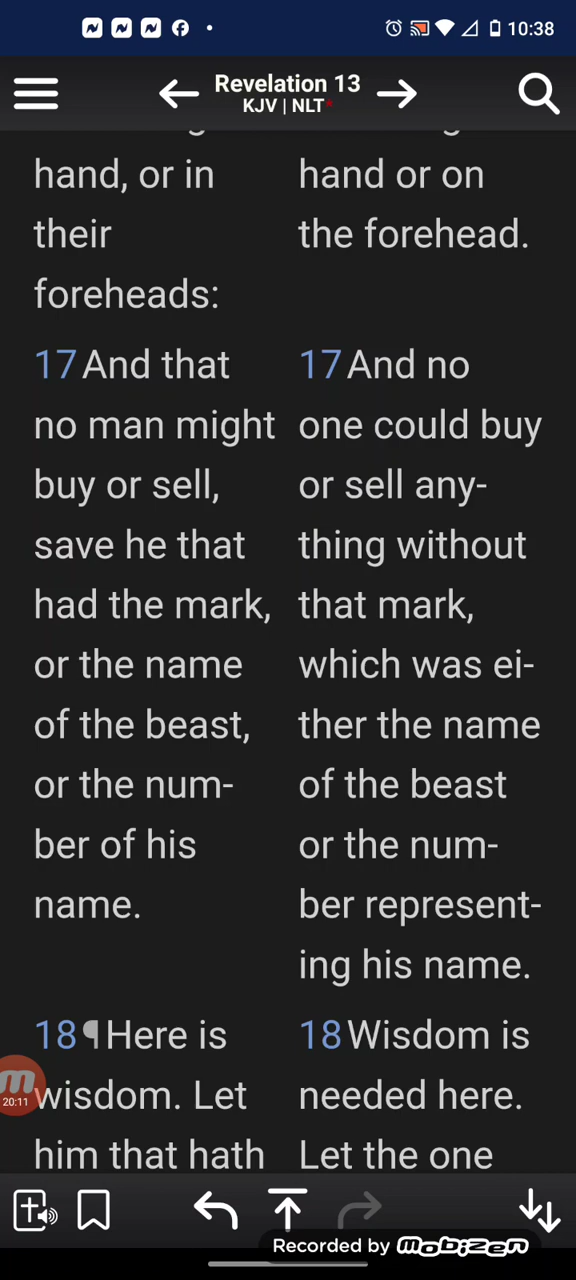 10:38
Revelation 13
KJV | NLT*
hand, or in
their
foreheads:
17 And that
no man might
buy or sell,
save he that
had the mark,
or the name
of the beast,
or the num-
ber of his
name.
18 ¶ Here is
wisdom. Let
him that hath
hand or on
the forehead.
17 And no
one could buy
or sell any-
thing without
that mark,
which was ei-
ther the name
of the beast
or the num-
ber represent-
ing his name.
18 Wisdom is
needed here.
Let the one
20:11
Recorded by mobizen